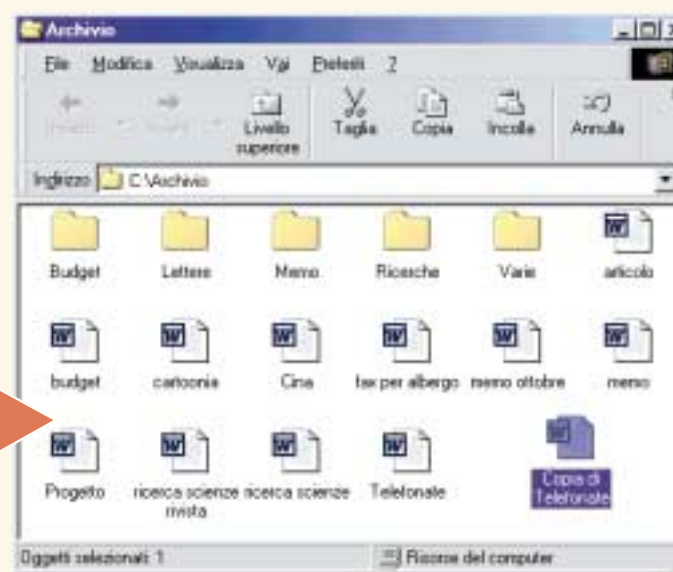 Archivio
File Modifica Visualizza Vai Preferiti ?
Livello superiore Taglia Copia Incolla Annulla
Indirizzo C:\Archivio
Budget Lettere Memo Ricerche Varie articolo
budget cartoonia Cina fax per albergo memo ottobre memo
Progetto ricerca scienze rivista ricerca scienze Telefonate Copia di Telefonate
Oggetti selezionati: 1 Risorse del computer